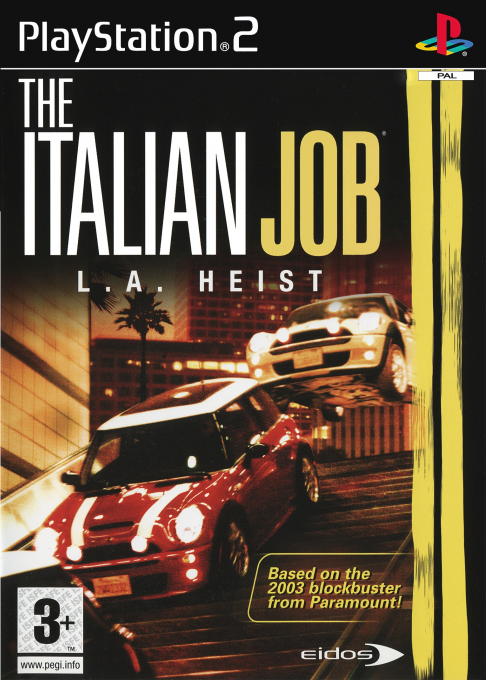 PlayStation®2
PAL
THE
ITALIAN JOB
L.A. HEIST
Based on the
2003 blockbuster
from Paramount!
3+
TM
www.pegi.info
eidos